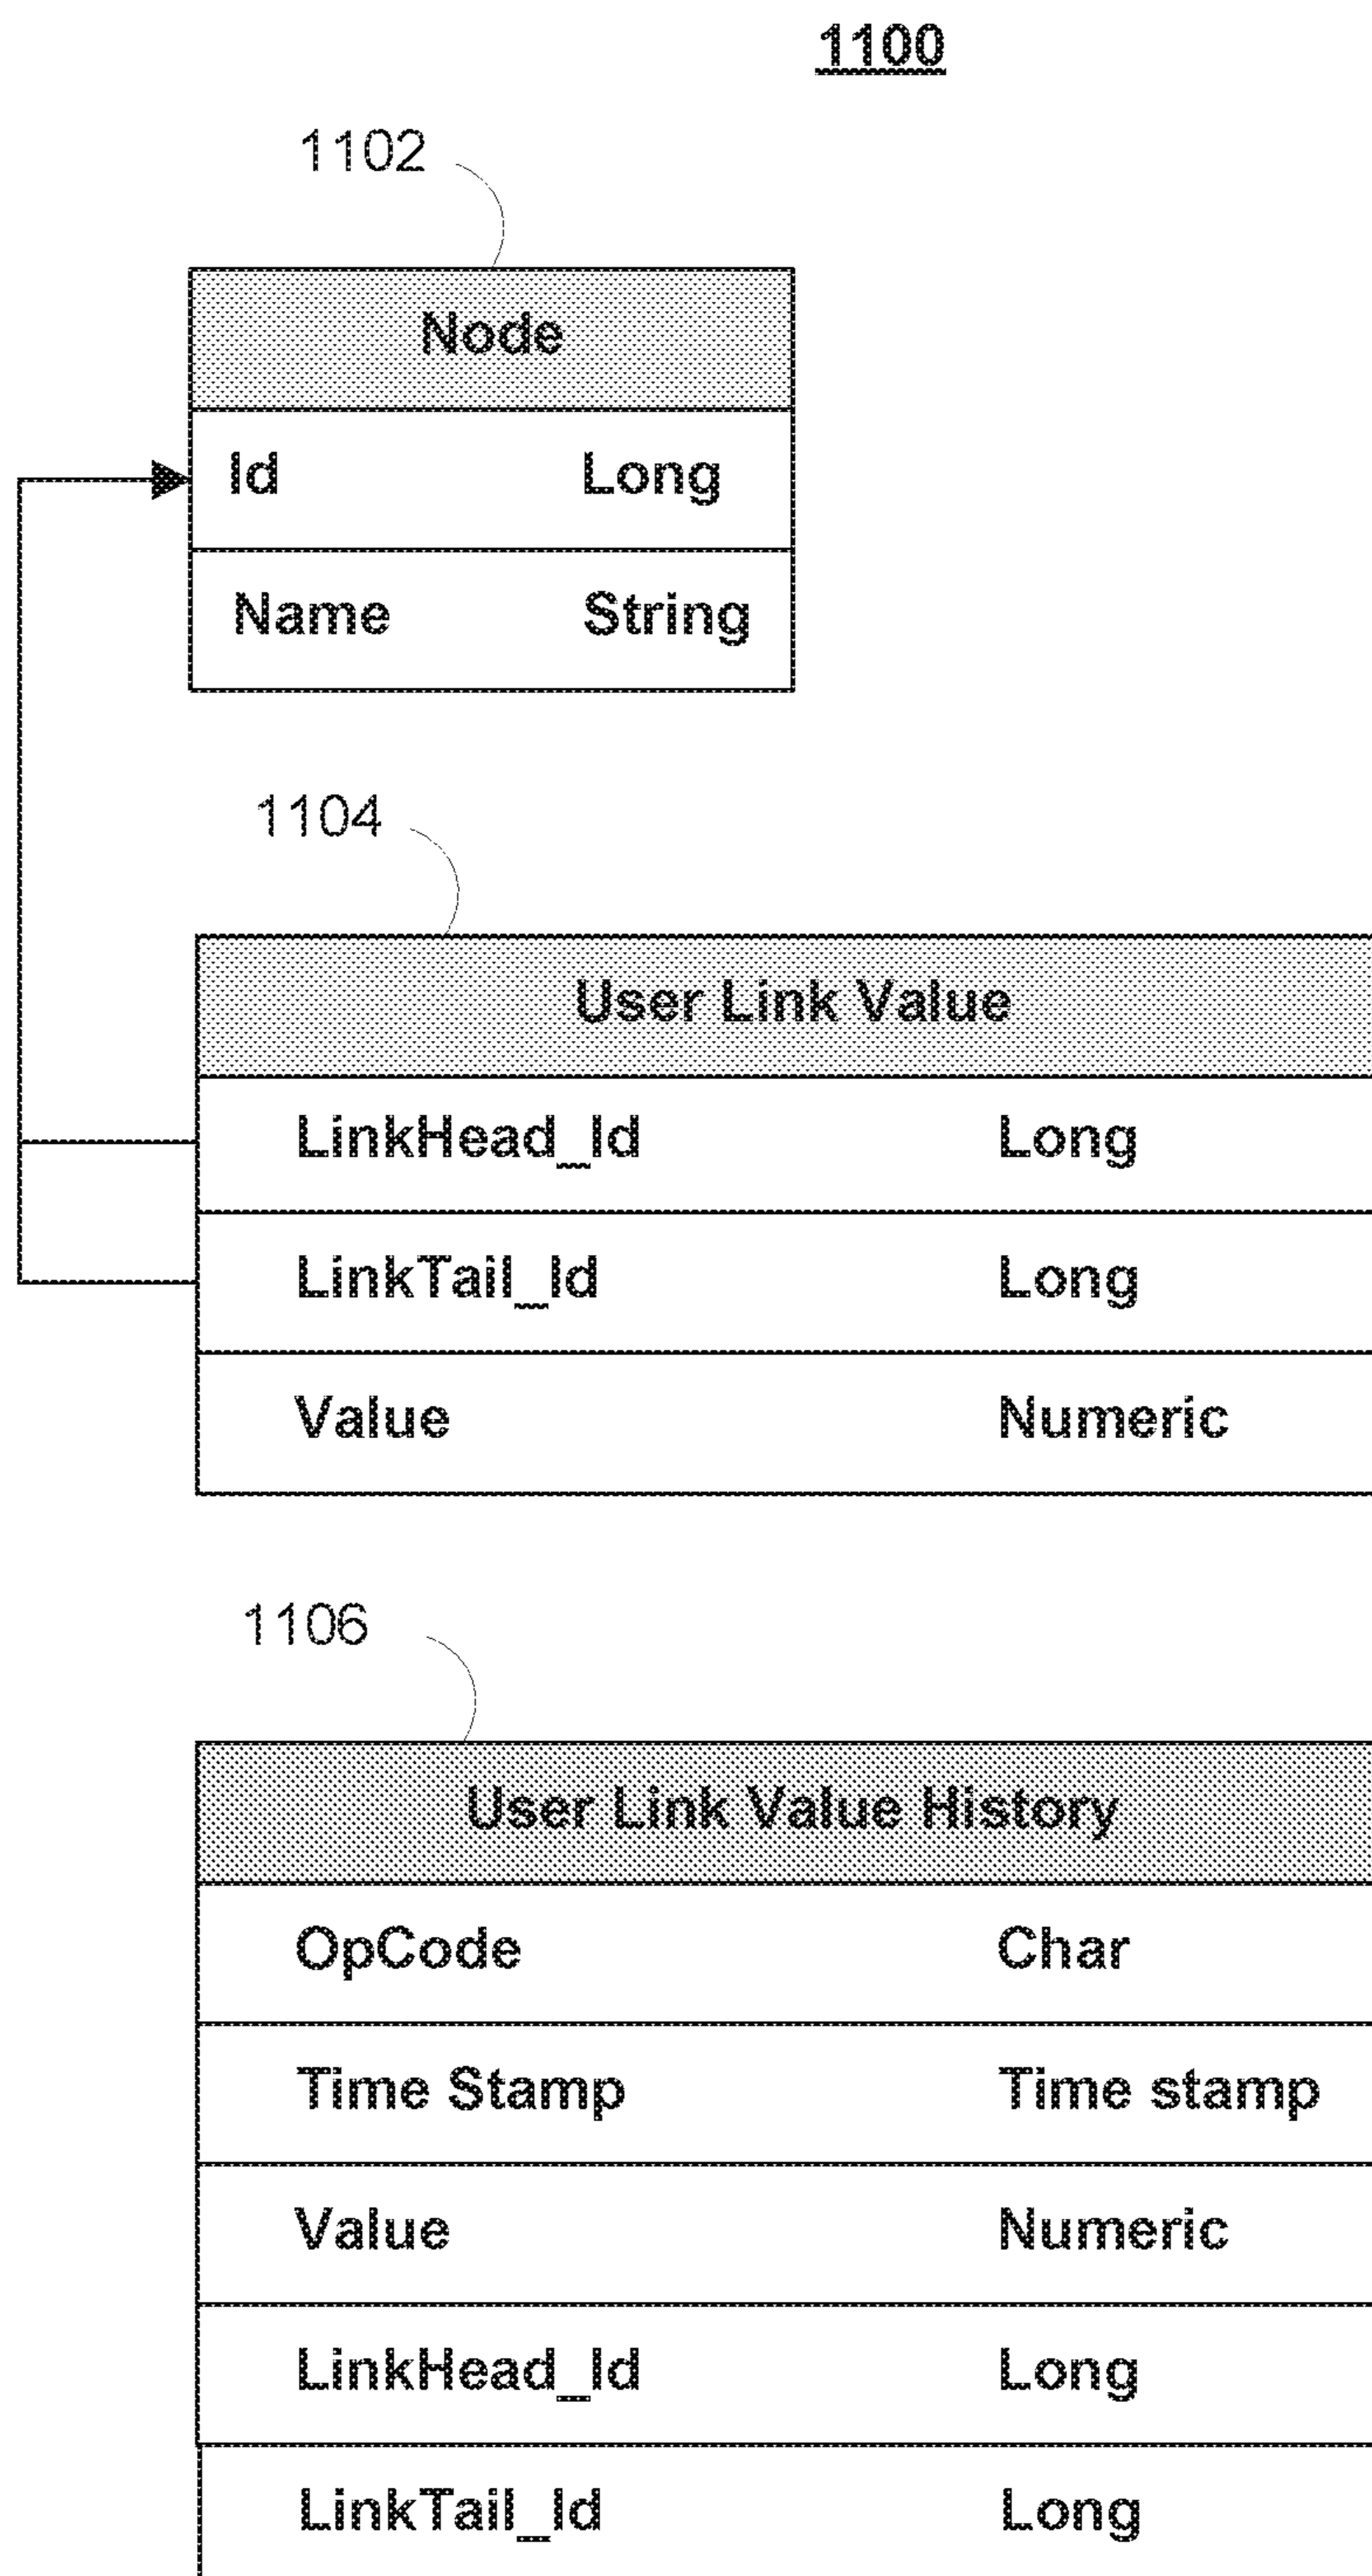 1100
1102
Node
Id Long
Name String
1104
User Link Value
LinkHead_Id Long
LinkTail_Id Long
Value Numeric
1106
User Link Value History
OpCode Char
Time Stamp Time stamp
Value Numeric
LinkHead_Id Long
LinkTail_Id Long